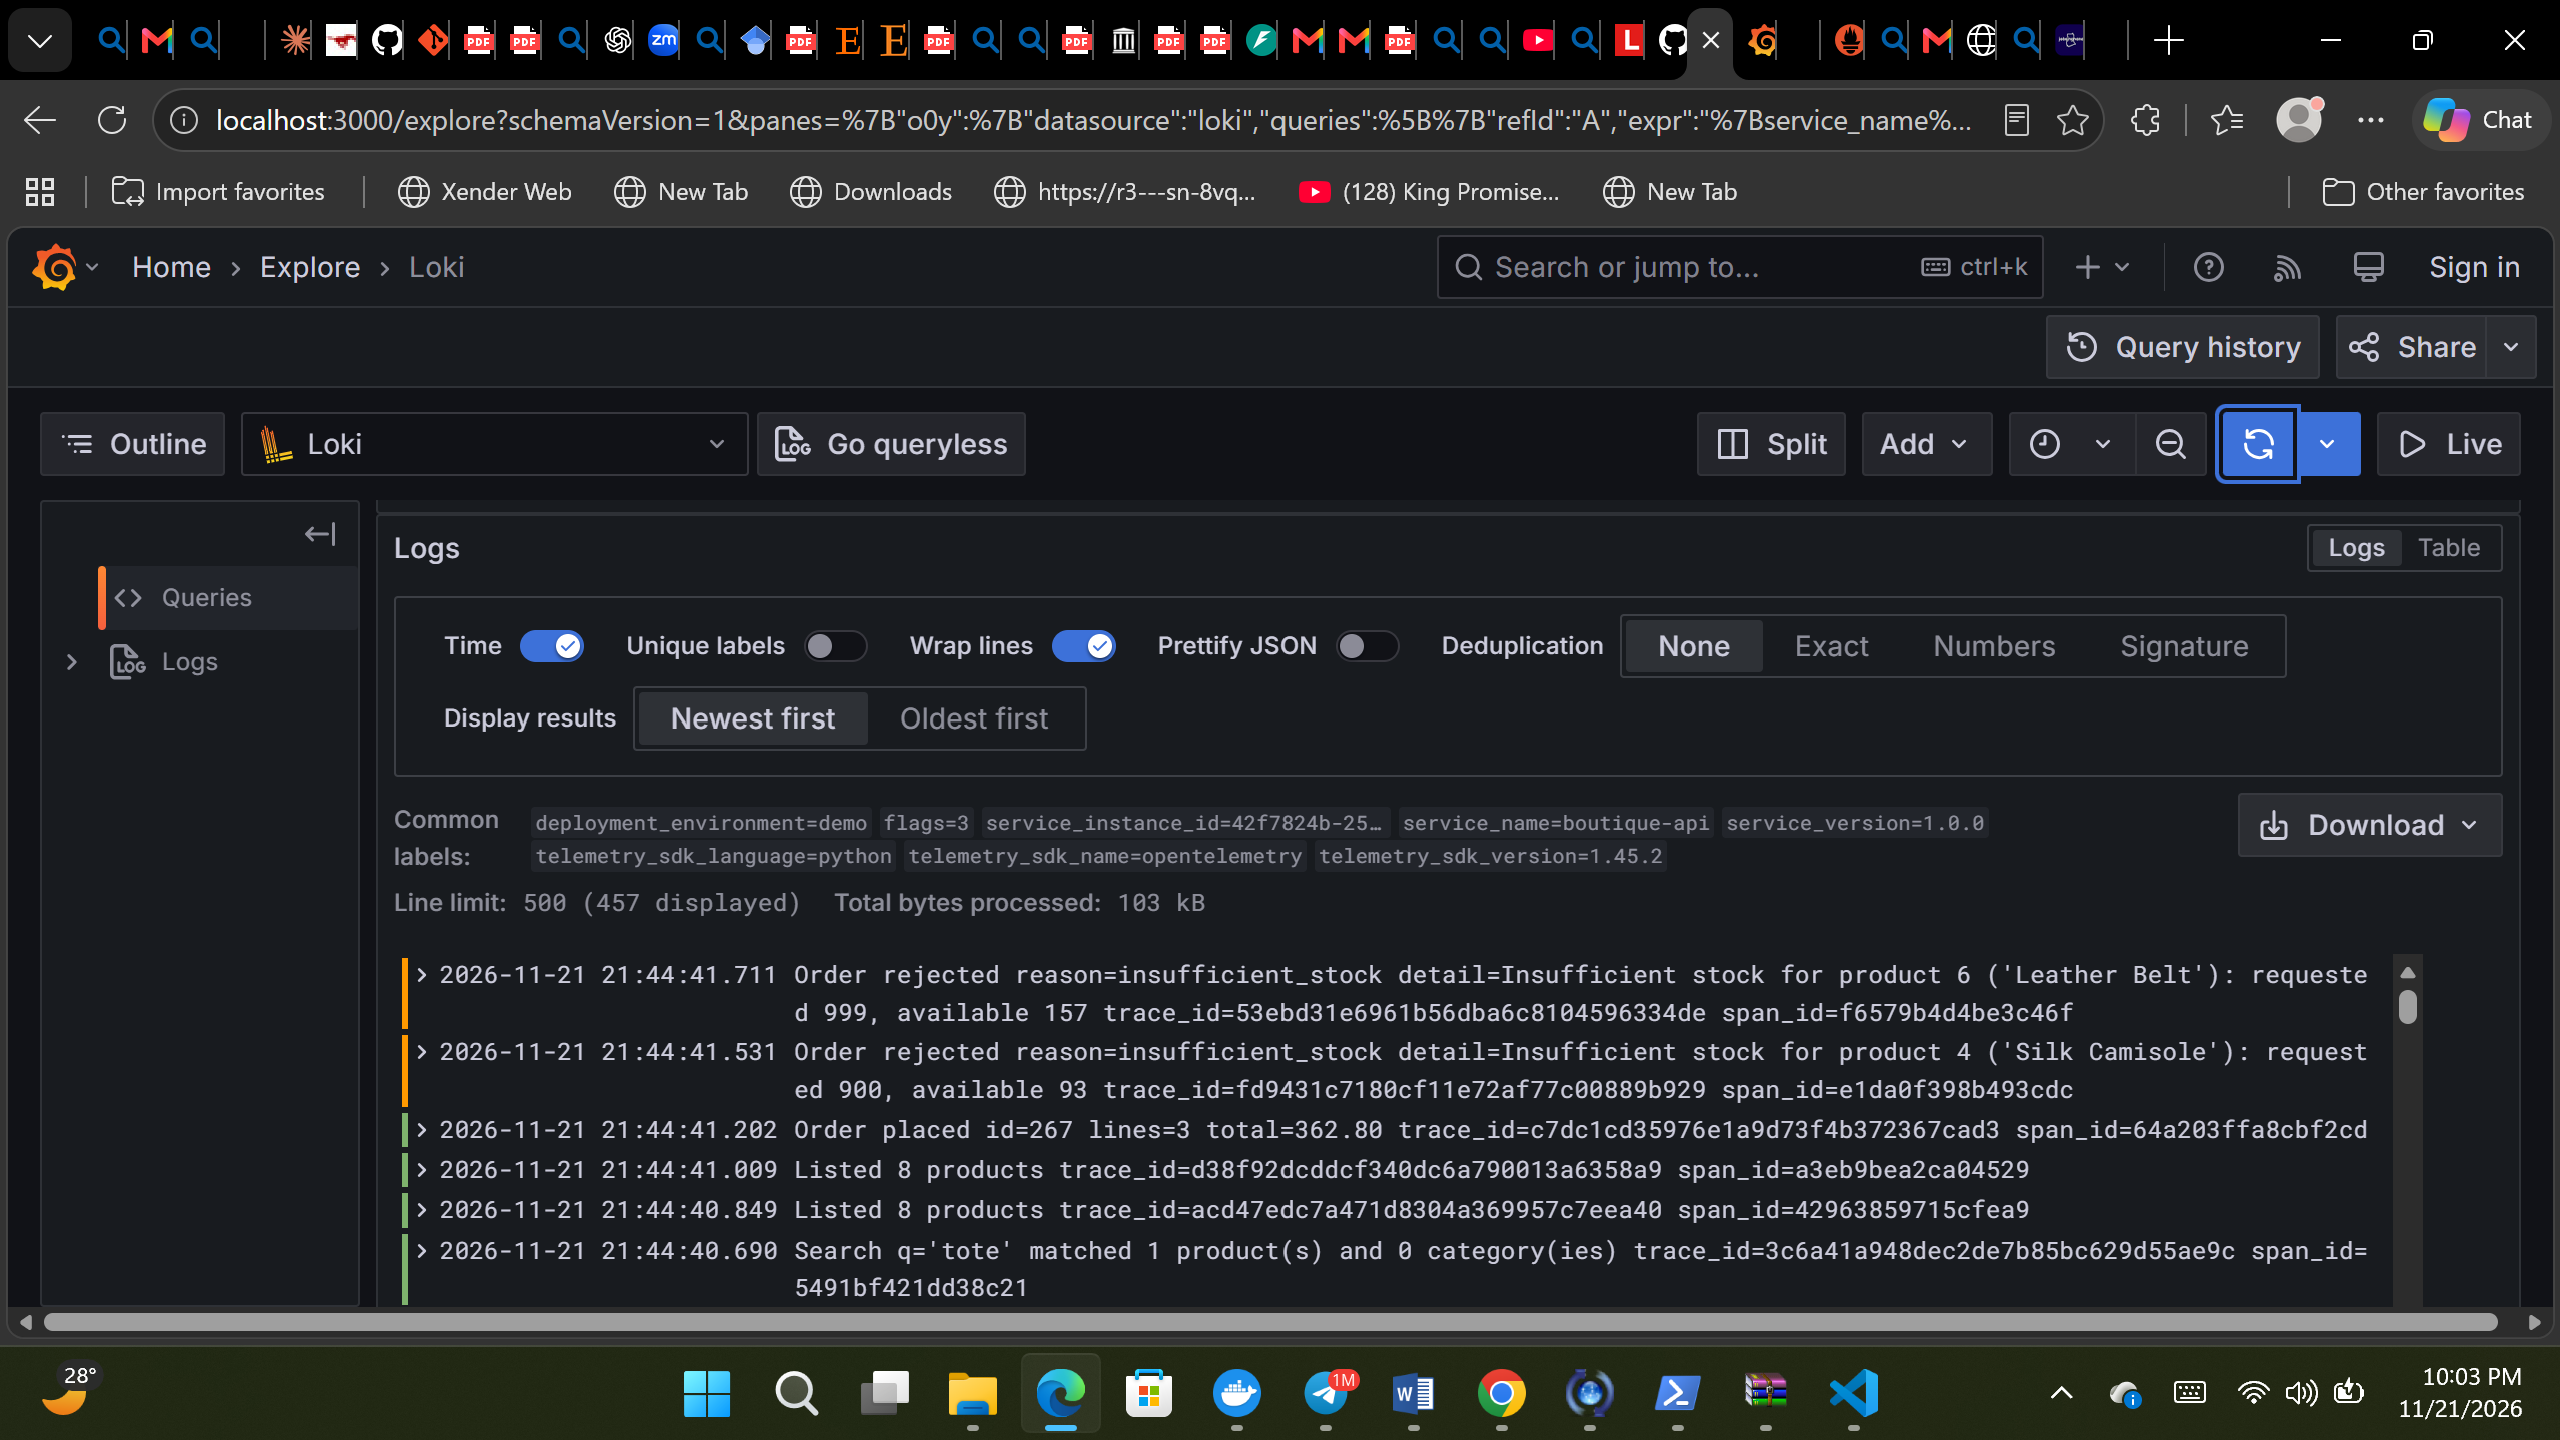 localhost:3000/explore?schemaVersion=1&panes=%7B"o0y":%7B"datasource":"loki","queries":%5B%7B"refId":"A","expr":"%7Bservice_name%...
Chat
Import favorites
Xender Web
New Tab
Downloads
https://r3---sn-8vq...
(128) King Promise...
New Tab
Other favorites
Home › Explore › Loki
Search or jump to...
ctrl+k
Sign in
Query history
Share
Outline
Loki
Go queryless
Split
Add
Live
Queries
Logs
Logs
Logs Table
Time
Unique labels
Wrap lines
Prettify JSON
Deduplication
None Exact Numbers Signature
Display results
Newest first Oldest first
Common labels:
deployment_environment=demo flags=3 service_instance_id=42f7824b-25... service_name=boutique-api service_version=1.0.0
telemetry_sdk_language=python telemetry_sdk_name=opentelemetry telemetry_sdk_version=1.45.2
Download
Line limit: 500 (457 displayed) Total bytes processed: 103 kB
2026-11-21 21:44:41.711 Order rejected reason=insufficient_stock detail=Insufficient stock for product 6 ('Leather Belt'): requeste
d 999, available 157 trace_id=53ebd31e6961b56dba6c8104596334de span_id=f6579b4d4be3c46f
2026-11-21 21:44:41.531 Order rejected reason=insufficient_stock detail=Insufficient stock for product 4 ('Silk Camisole'): request
ed 900, available 93 trace_id=fd9431c7180cf11e72af77c00889b929 span_id=e1da0f398b493cdc
2026-11-21 21:44:41.202 Order placed id=267 lines=3 total=362.80 trace_id=c7dc1cd35976e1a9d73f4b372367cad3 span_id=64a203ffa8cbf2cd
2026-11-21 21:44:41.009 Listed 8 products trace_id=d38f92dcddcf340dc6a790013a6358a9 span_id=a3eb9bea2ca04529
2026-11-21 21:44:40.849 Listed 8 products trace_id=acd47edc7a471d8304a369957c7eea40 span_id=42963859715cfea9
2026-11-21 21:44:40.690 Search q='tote' matched 1 product(s) and 0 category(ies) trace_id=3c6a41a948dec2de7b85bc629d55ae9c span_id=
5491bf421dd38c21
28°
1M
10:03 PM
11/21/2026